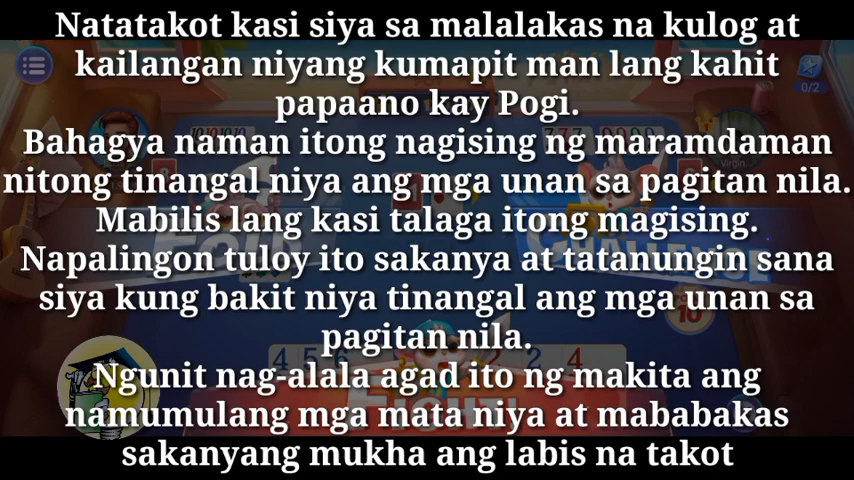 Natatakot kasi siya sa malalakas na kulog at
kailangan niyang kumapit man lang kahit
papaano kay Pogi.
Bahagya naman itong nagising ng maramdaman
nitong tinangal niya ang mga unan sa pagitan nila.
Mabilis lang kasi talaga itong magising.
Napalingon tuloy ito sakanya at tatanungin sana
siya kung bakit niya tinangal ang mga unan sa
pagitan nila.
Ngunit nag-alala agad ito ng makita ang
namumulang mga mata niya at mababakas
sakanyang mukha ang labis na takot
0/2